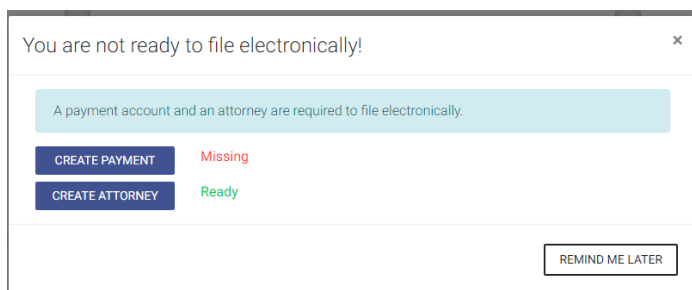 You are not ready to file electronically!
×
A payment account and an attorney are required to file electronically.
CREATE PAYMENT Missing
CREATE ATTORNEY Ready
REMIND ME LATER